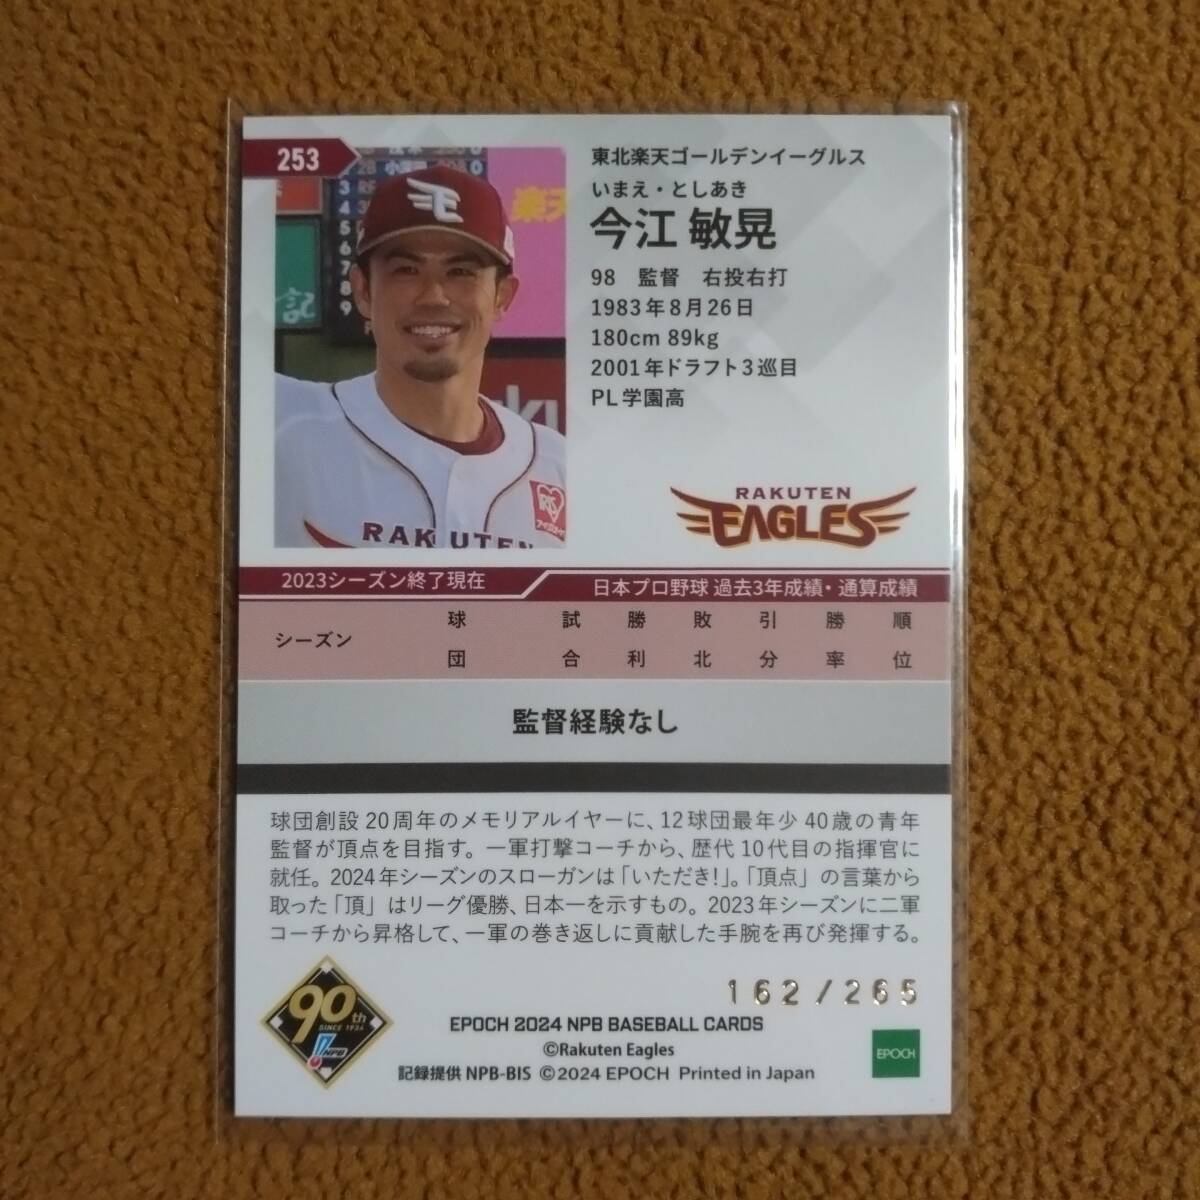 253
東北楽天ゴールデンイーグルス
いまえ・としあき
今江 敏晃
98 監督 右投右打
1983年8月26日
180cm 89kg
2001年ドラフト3巡目
PL学園高
2B
3
4
5
6
7
8
9
楽天
記
RAKUTEN
RAKUTEN
EAGLES
2023シーズン終了現在
日本プロ野球 過去3年成績・通算成績
シーズン 球団 試合 勝利 敗北 引分 勝率 順位
監督経験なし
球団創設20周年のメモリアルイヤーに、12球団最年少40歳の青年
監督が頂点を目指す。一軍打撃コーチから、歴代10代目の指揮官に
就任。2024年シーズンのスローガンは「いただき!」。「頂点」の言葉から
取った「頂」はリーグ優勝、日本一を示すもの。2023年シーズンに二軍
コーチから昇格して、一軍の巻き返しに貢献した手腕を再び発揮する。
162/265
90th
SINCE 1934
NPB
EPOCH 2024 NPB BASEBALL CARDS
©Rakuten Eagles
記録提供 NPB-BIS ©2024 EPOCH Printed in Japan
EPOCH